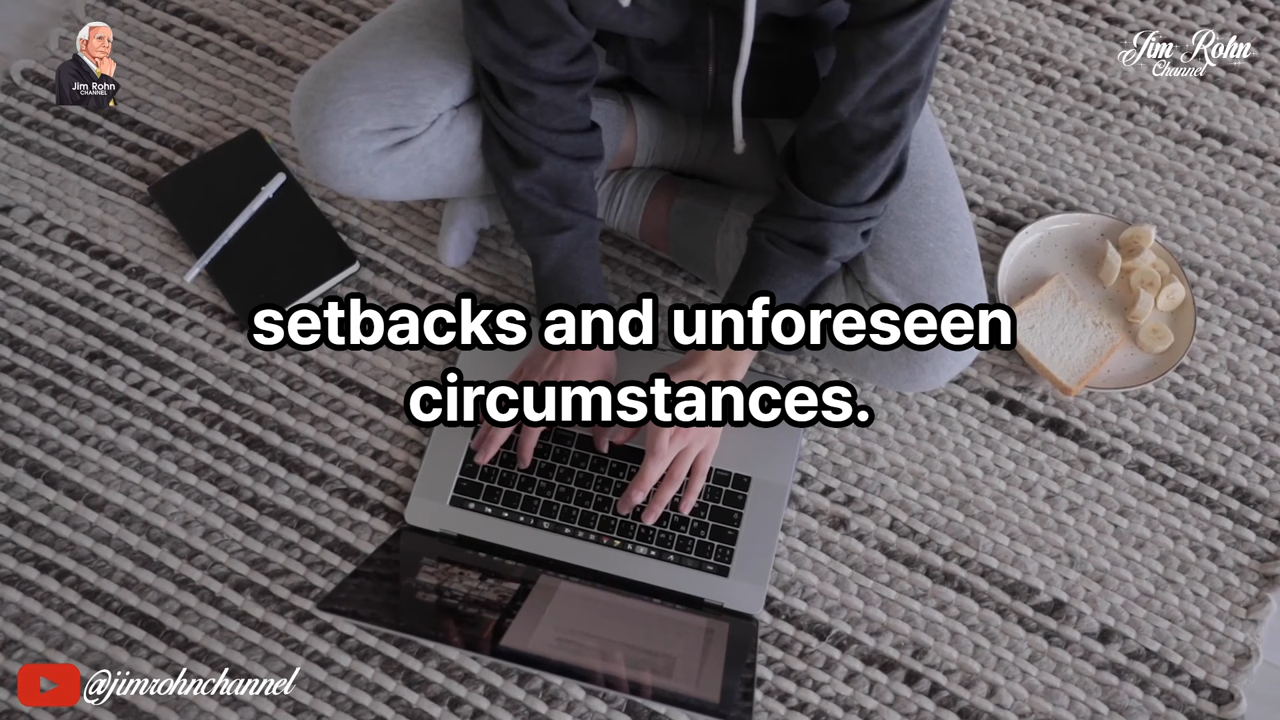 Jim Rohn
CHANNEL
Jim Rohn
Channel
setbacks and unforeseen
circumstances.
@jimrohnchannel